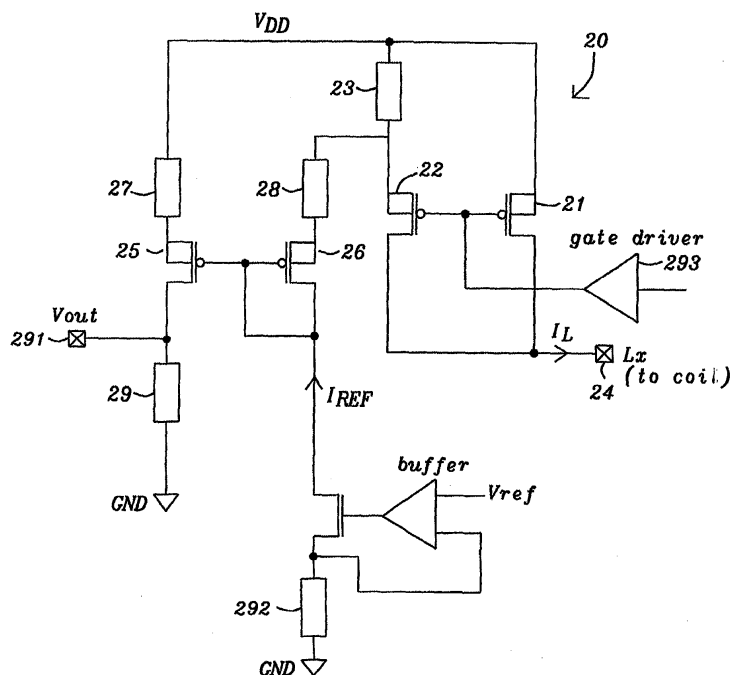 VDD
20
23
27
28
22
21
25
26
gate driver
293
Vout
291
IL
Lx
(to coil)
24
29
IREF
buffer
Vref
GND
292
GND